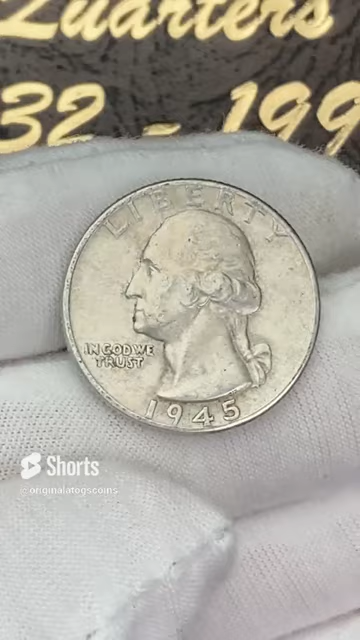 Quarters
32 - 199
LIBERTY
IN GOD WE
TRUST
1945
Shorts
@originalatogscoins